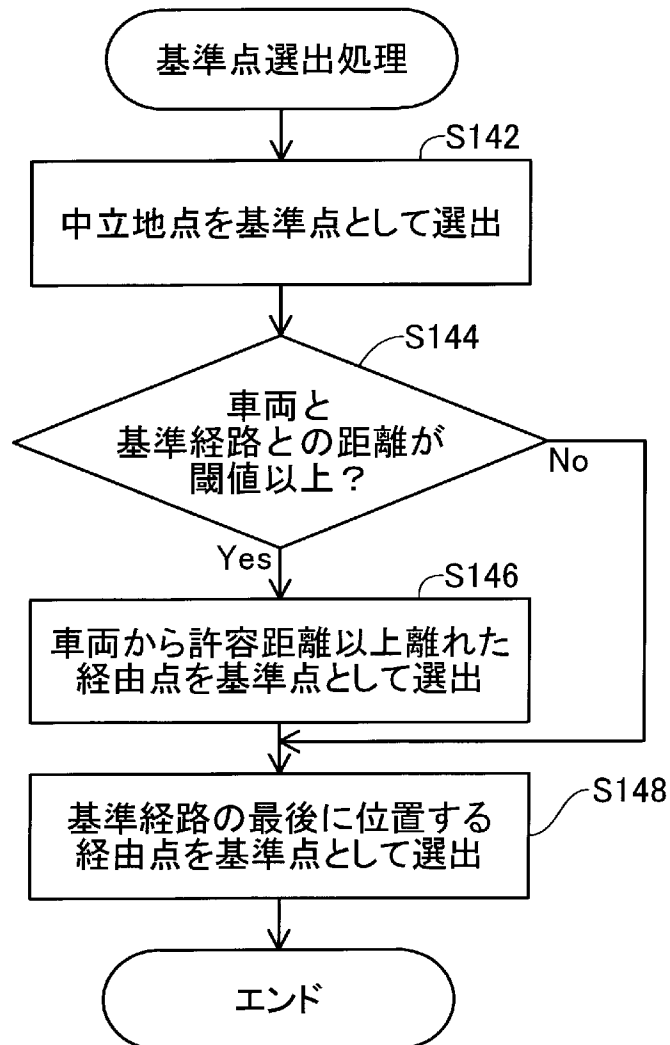 基準点選出処理
S142
中立地点を基準点として選出
S144
車両と
基準経路との距離が
閾値以上？
No
Yes
S146
車両から許容距離以上離れた
経由点を基準点として選出
S148
基準経路の最後に位置する
経由点を基準点として選出
エンド